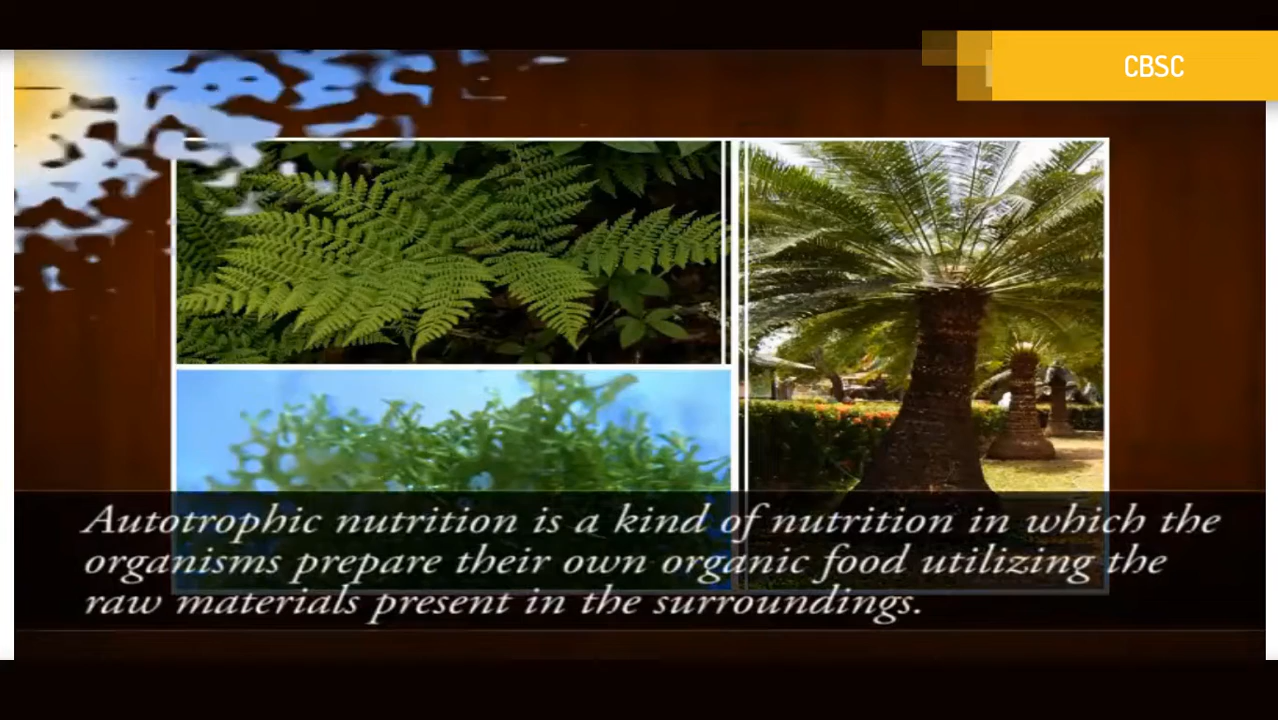 CBSC
Autotrophic nutrition is a kind of nutrition in which the
organisms prepare their own organic food utilizing the
raw materials present in the surroundings.